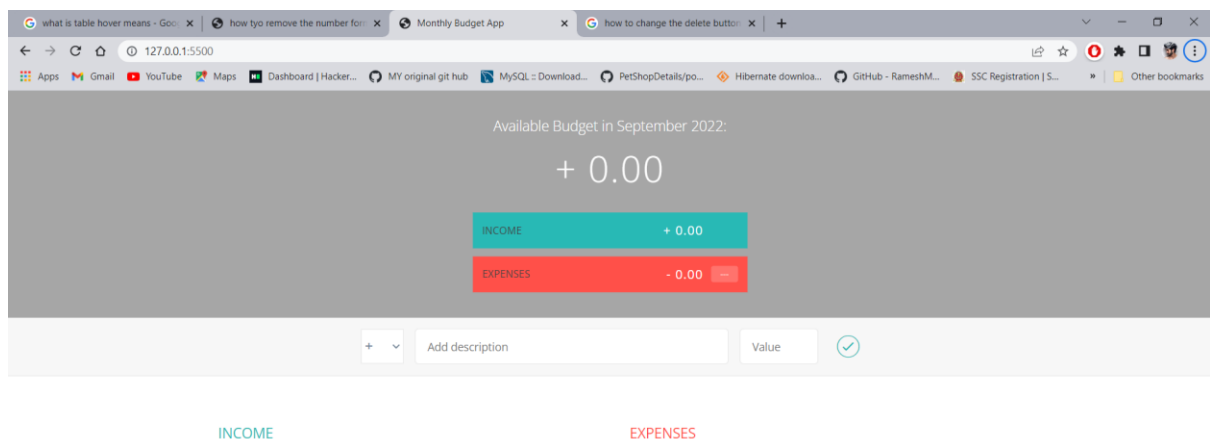 what is table hover means - Goo
how tyo remove the number for
Monthly Budget App
how to change the delete button
127.0.0.1:5500
Apps Gmail YouTube Maps Dashboard | Hacker... MY original git hub MySQL :: Download... PetShopDetails/po... Hibernate downloa... GitHub - RameshM... SSC Registration | S... » Other bookmarks
Available Budget in September 2022:
+ 0.00
INCOME + 0.00
EXPENSES - 0.00 ---
+ Add description Value
INCOME EXPENSES